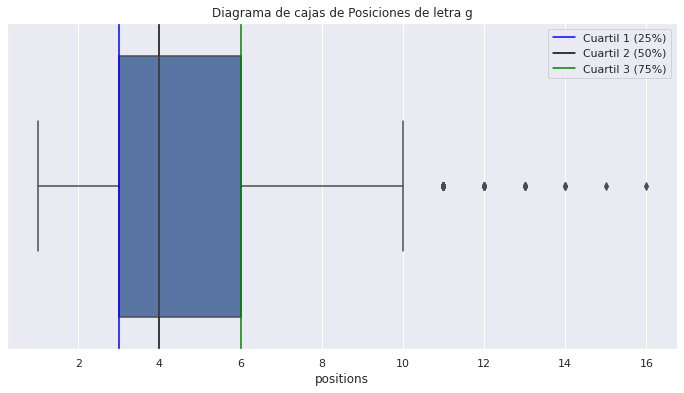 Diagrama de cajas de Posiciones de letra g
Cuartil 1 (25%)
Cuartil 2 (50%)
Cuartil 3 (75%)
2 4 6 8 10 12 14 16
positions